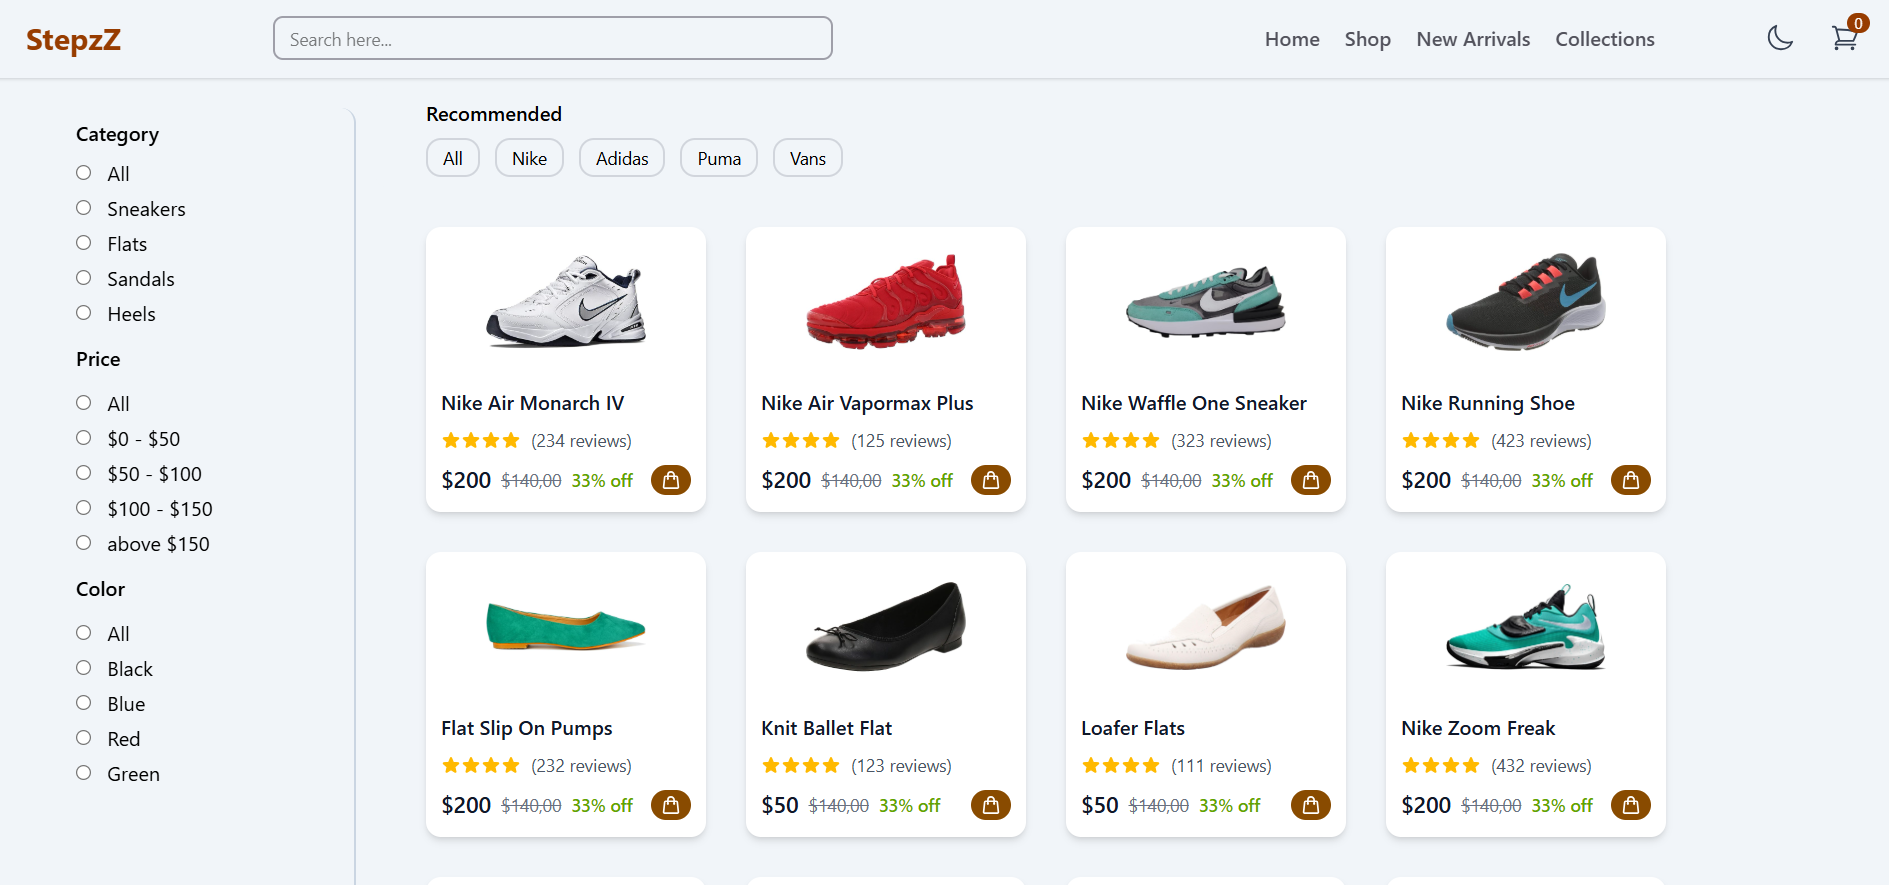 StepzZ
Search here...
Home Shop New Arrivals Collections
0
Category
All
Sneakers
Flats
Sandals
Heels
Price
All
$0 - $50
$50 - $100
$100 - $150
above $150
Color
All
Black
Blue
Red
Green
Recommended
All Nike Adidas Puma Vans
Nike Air Monarch IV
(234 reviews)
$200 $140,00 33% off
Nike Air Vapormax Plus
(125 reviews)
$200 $140,00 33% off
Nike Waffle One Sneaker
(323 reviews)
$200 $140,00 33% off
Nike Running Shoe
(423 reviews)
$200 $140,00 33% off
Flat Slip On Pumps
(232 reviews)
$200 $140,00 33% off
Knit Ballet Flat
(123 reviews)
$50 $140,00 33% off
Loafer Flats
(111 reviews)
$50 $140,00 33% off
Nike Zoom Freak
(432 reviews)
$200 $140,00 33% off